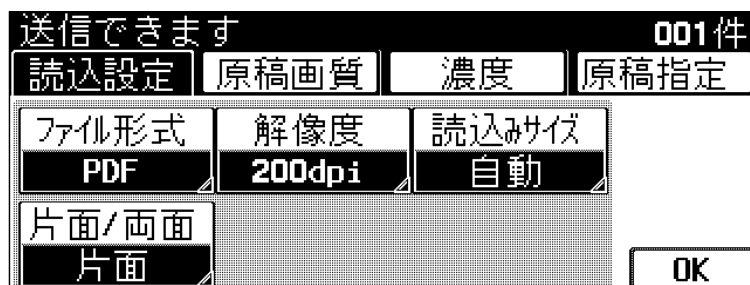 送信できます 001件
読込設定 原稿画質 濃度 原稿指定
ファイル形式 解像度 読込みサイズ
PDF 200dpi 自動
片面/両面
片面
OK